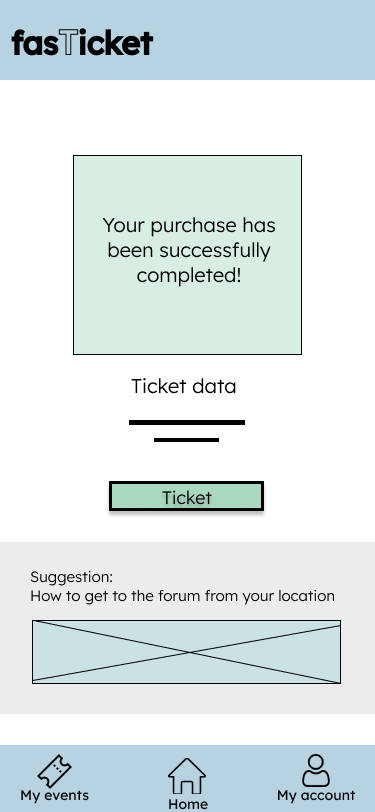 fasTicket
Your purchase has
been successfully
completed!
Ticket data
Ticket
Suggestion:
How to get to the forum from your location
My events
Home
My account